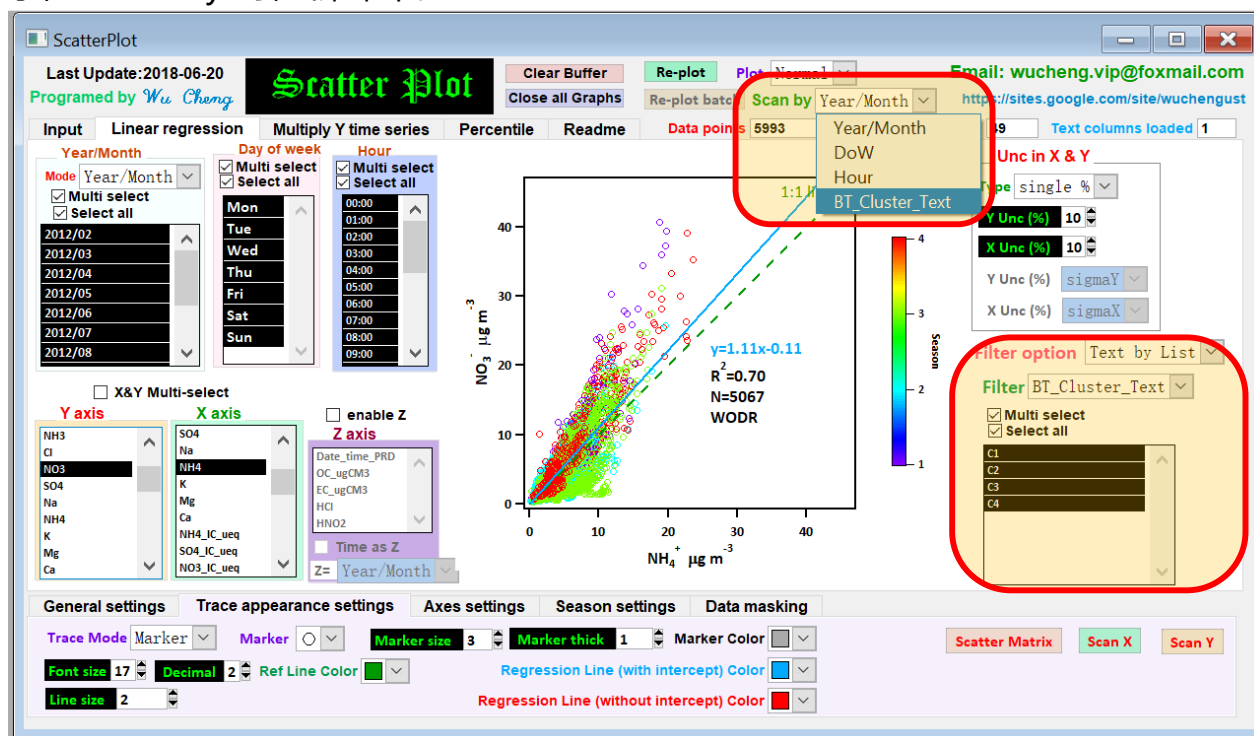 ScatterPlot
Last Update:2018-06-20
Programed by Wu Cheng
Scatter Plot
Clear Buffer
Close all Graphs
Re-plot
Re-plot batch
Plot Normal
Scan by Year/Month
Email: wucheng.vip@foxmail.com
https://sites.google.com/site/wuchengust
Input Linear regression Multiply Y time series Percentile Readme
Data points 5993
49 Text columns loaded 1
Year/Month
DoW
Hour
BT_Cluster_Text
Year/Month
Mode Year/Month
Multi select
Select all
2012/02
2012/03
2012/04
2012/05
2012/06
2012/07
2012/08
Day of week
Multi select
Select all
Mon
Tue
Wed
Thu
Fri
Sat
Sun
Hour
Multi select
Select all
00:00
01:00
02:00
03:00
04:00
05:00
06:00
07:00
08:00
09:00
X&Y Multi-select
Y axis
NH3
Cl
NO3
SO4
Na
NH4
K
Mg
Ca
X axis
SO4
Na
NH4
K
Mg
Ca
NH4_IC_ueq
SO4_IC_ueq
NO3_IC_ueq
enable Z
Z axis
Date_time_PRD
OC_ugCM3
EC_ugCM3
HCl
HNO2
Time as Z
Z= Year/Month
1:1 l
40
30
20
10
0
NO₃⁻ μg m⁻³
0 10 20 30 40
NH₄⁺ μg m⁻³
y=1.11x-0.11
R²=0.70
N=5067
WODR
4
3
2
1
Season
Unc in X & Y
Type single %
Y Unc (%) 10
X Unc (%) 10
Y Unc (%) sigmaY
X Unc (%) sigmaX
Filter option Text by List
Filter BT_Cluster_Text
Multi select
Select all
C1
C2
C3
C4
General settings Trace appearance settings Axes settings Season settings Data masking
Trace Mode Marker Marker Marker size 3 Marker thick 1 Marker Color
Font size 17 Decimal 2 Ref Line Color Regression Line (with intercept) Color
Line size 2 Regression Line (without intercept) Color
Scatter Matrix Scan X Scan Y